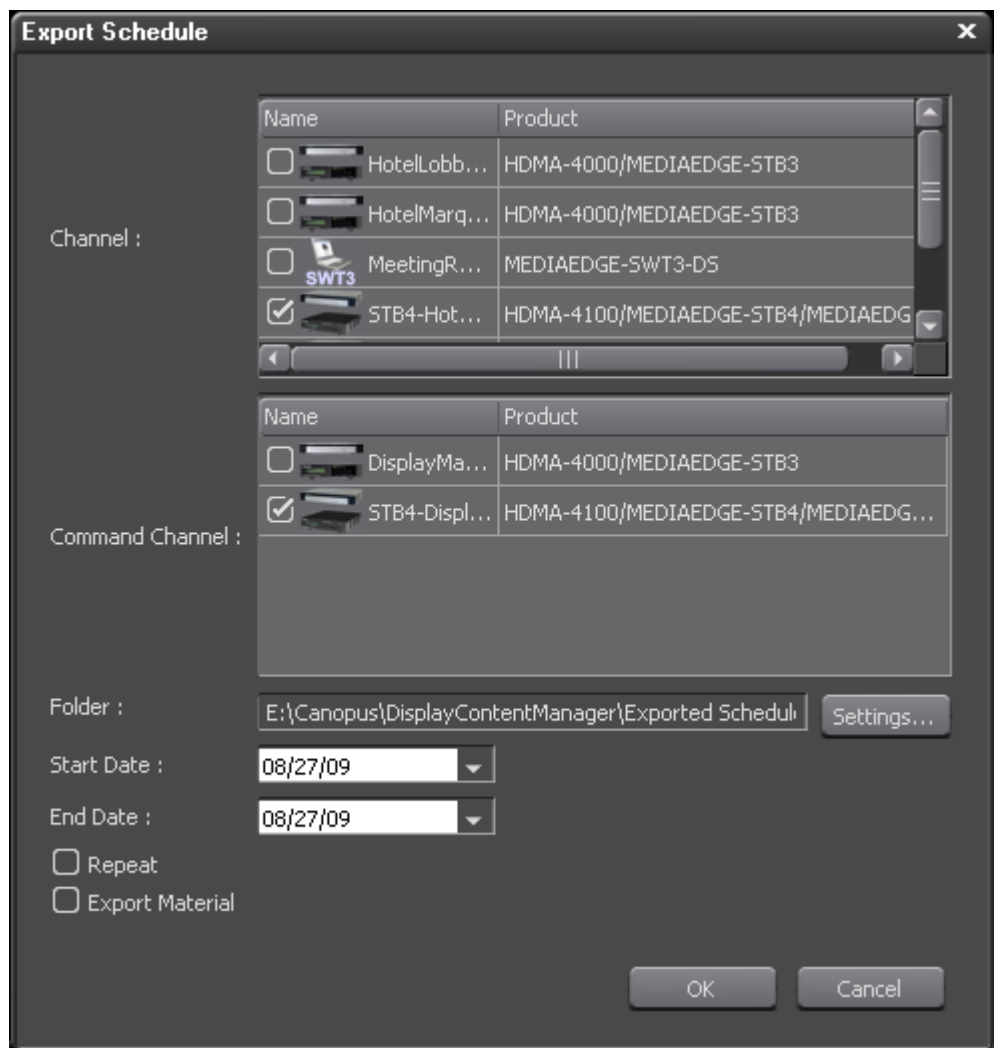 Export Schedule
Channel :
Name Product
HotelLobb... HDMA-4000/MEDIAEDGE-STB3
HotelMarq... HDMA-4000/MEDIAEDGE-STB3
SWT3 MeetingR... MEDIAEDGE-SWT3-DS
STB4-Hot... HDMA-4100/MEDIAEDGE-STB4/MEDIAEDG
Command Channel :
Name Product
DisplayMa... HDMA-4000/MEDIAEDGE-STB3
STB4-Displ... HDMA-4100/MEDIAEDGE-STB4/MEDIAEDG...
Folder : E:\Canopus\DisplayContentManager\Exported Schedul Settings...
Start Date : 08/27/09
End Date : 08/27/09
Repeat
Export Material
OK Cancel